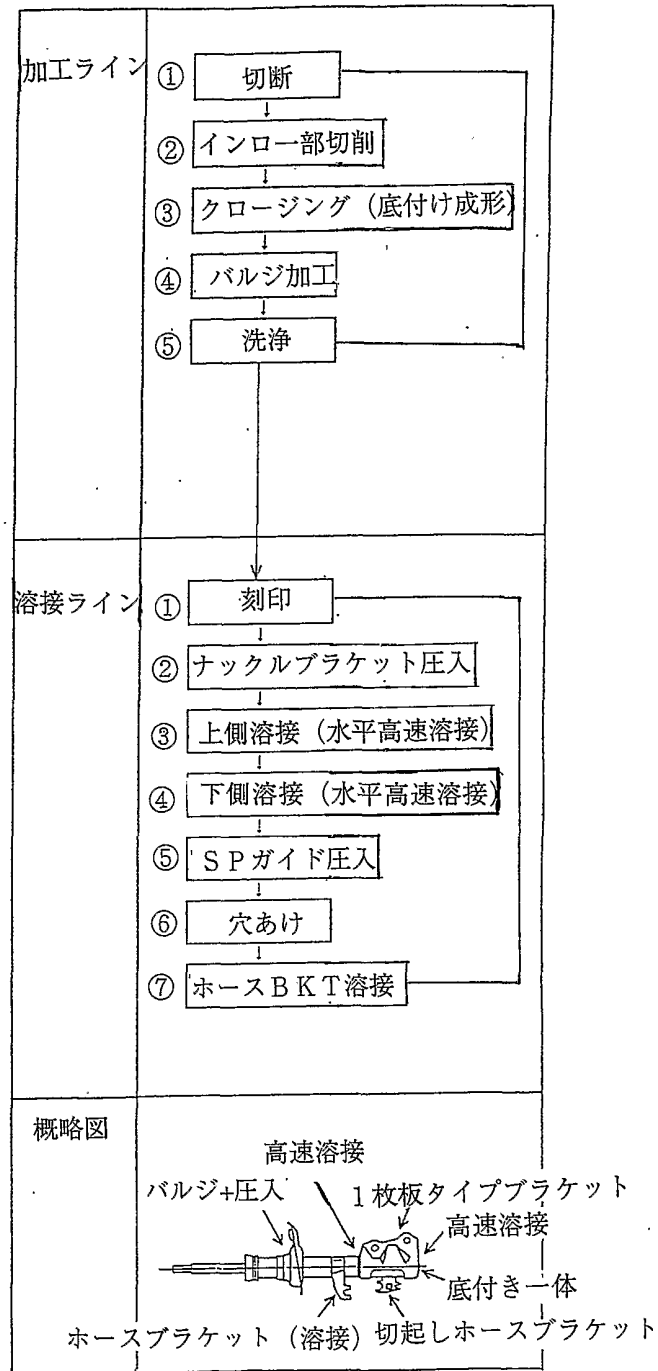 加工ライン
① 切断
② インロー部切削
③ クロージング (底付け成形)
④ バルジ加工
⑤ 洗浄
溶接ライン
① 刻印
② ナックルブラケット圧入
③ 上側溶接 (水平高速溶接)
④ 下側溶接 (水平高速溶接)
⑤ SPガイド圧入
⑥ 穴あけ
⑦ ホースBKT溶接
概略図
高速溶接
バルジ+圧入
1枚板タイプブラケット
高速溶接
底付き一体
ホースブラケット (溶接)
切起しホースブラケット